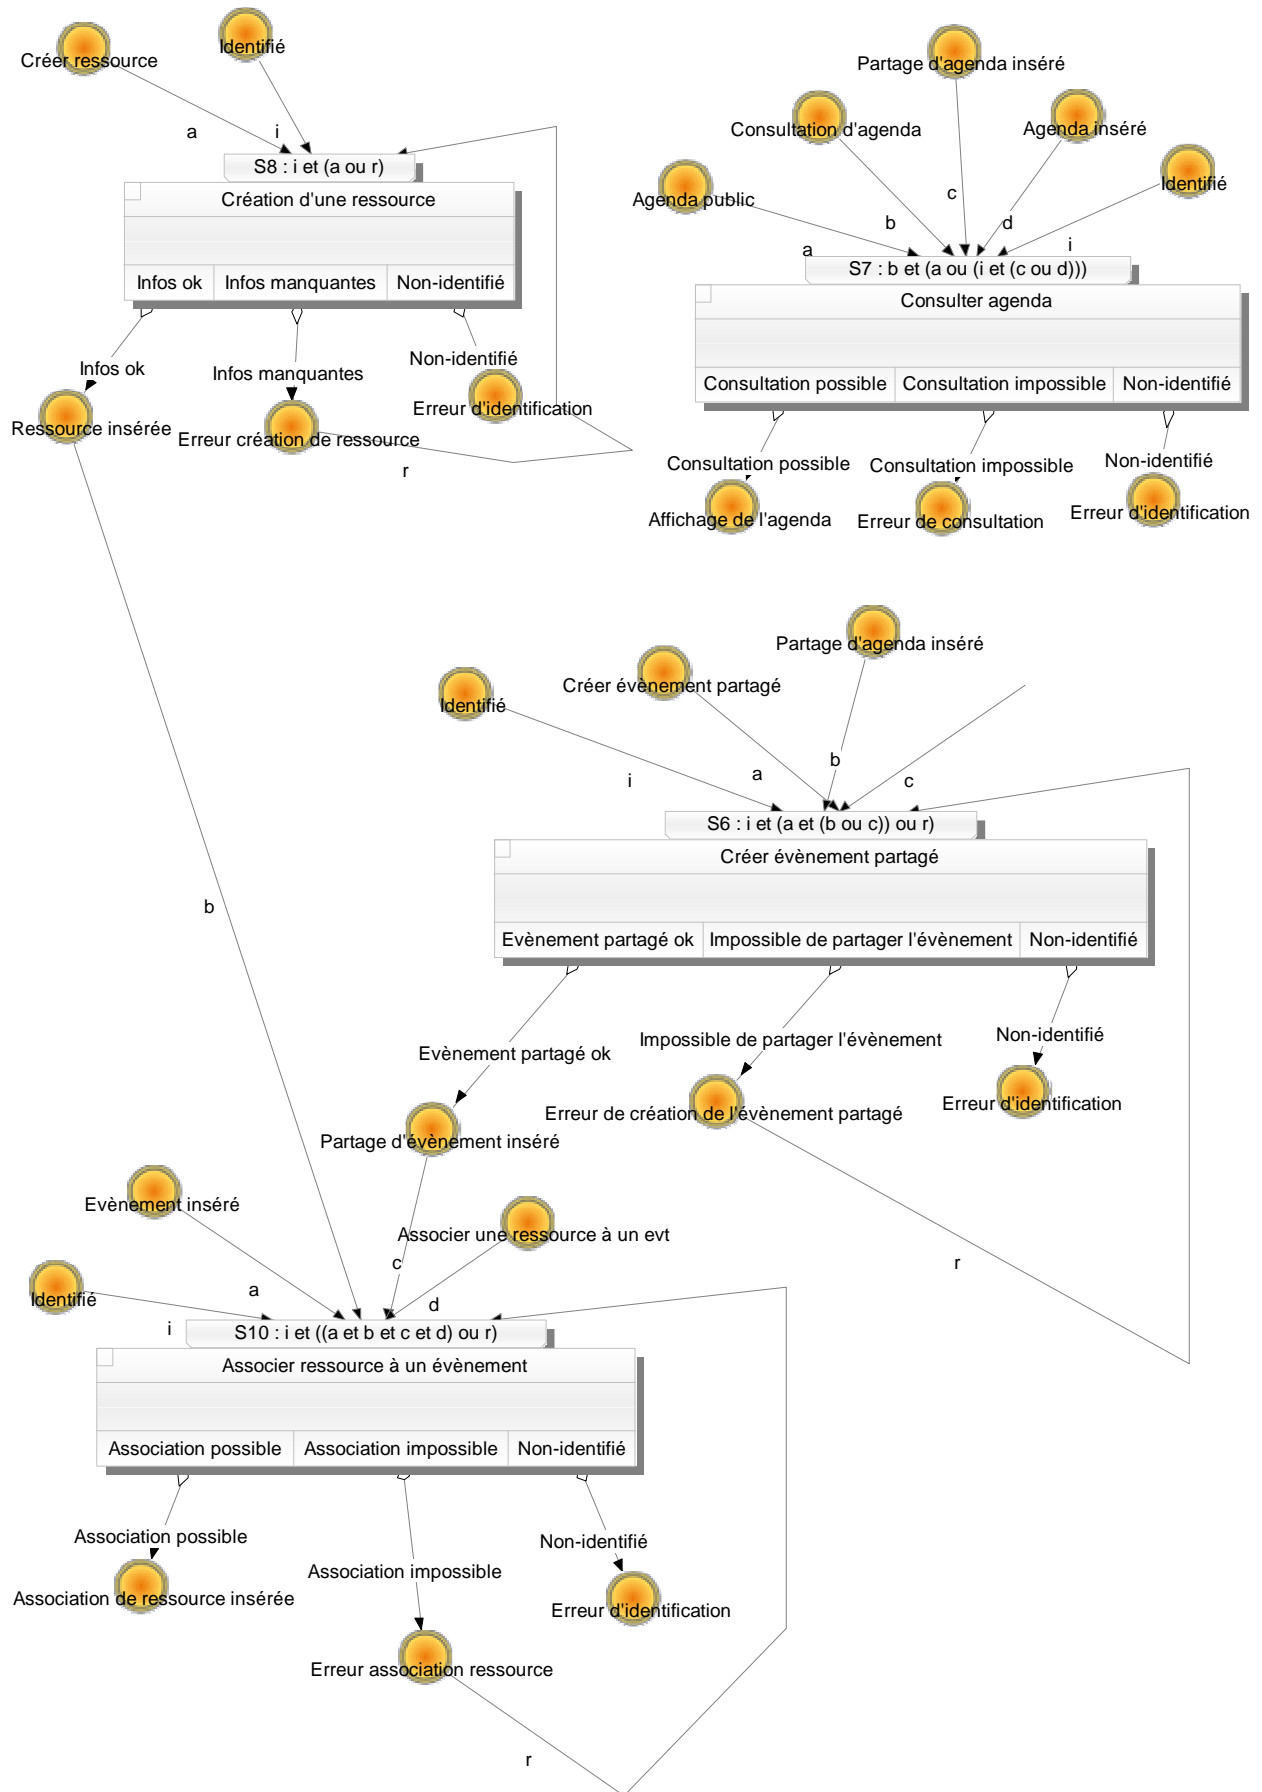 Créer ressource
Identifié
a
i
S8 : i et (a ou r)
Création d'une ressource
Infos ok
Infos manquantes
Non-identifié
Infos ok
Infos manquantes
Non-identifié
Ressource insérée
Erreur création de ressource
Erreur d'identification
r
Partage d'agenda inséré
Consultation d'agenda
Agenda inséré
Agenda public
Identifié
a
b
c
d
i
S7 : b et (a ou (i et (c ou d)))
Consulter agenda
Consultation possible
Consultation impossible
Non-identifié
Consultation possible
Consultation impossible
Non-identifié
Affichage de l'agenda
Erreur de consultation
Erreur d'identification
Partage d'agenda inséré
Créer évènement partagé
Identifié
i
a
b
c
S6 : i et (a et (b ou c)) ou r)
Créer évènement partagé
Evènement partagé ok
Impossible de partager l'évènement
Non-identifié
b
Evènement partagé ok
Impossible de partager l'évènement
Non-identifié
Partage d'évènement inséré
Erreur de création de l'évènement partagé
Erreur d'identification
r
Evènement inséré
Associer une ressource à un evt
Identifié
i
a
c
d
S10 : i et ((a et b et c et d) ou r)
Associer ressource à un évènement
Association possible
Association impossible
Non-identifié
Association possible
Association impossible
Non-identifié
Association de ressource insérée
Erreur association ressource
Erreur d'identification
r